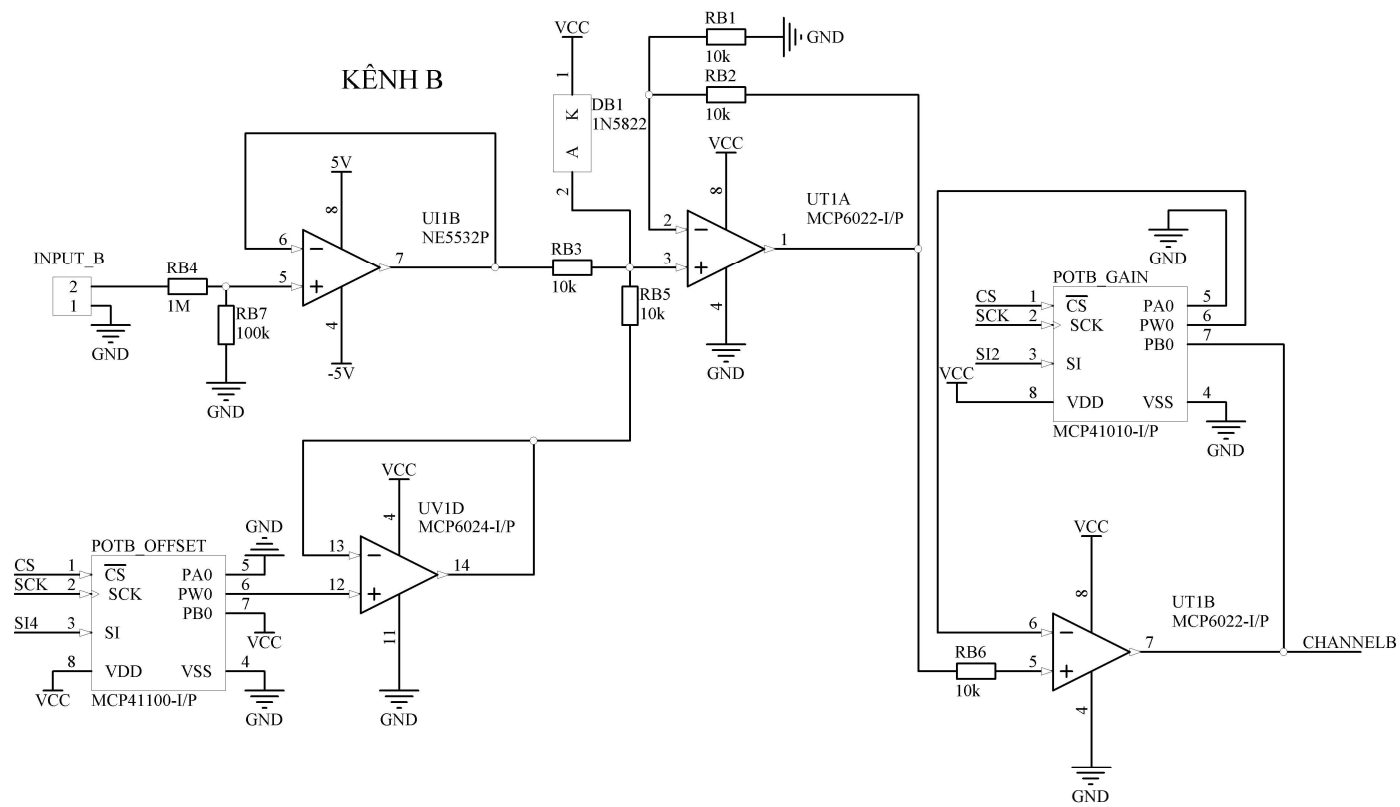 KÊNH B
VCC
1
K
A
2
DB1
1N5822
RB1
10k
GND
RB2
10k
5V
8
UI1B
NE5532P
6
5
7
4
-5V
INPUT_B
2
1
GND
RB4
1M
RB7
100k
GND
RB3
10k
RB5
10k
VCC
8
UT1A
MCP6022-I/P
2
3
1
4
GND
GND
POTB_GAIN
CS
1
CS
PA0
5
SCK
2
SCK
PW0
6
PB0
7
SI2
3
SI
VCC
8
VDD
VSS
4
MCP41010-I/P
GND
VCC
4
UV1D
MCP6024-I/P
13
12
14
11
GND
GND
POTB_OFFSET
CS
1
CS
PA0
5
SCK
2
SCK
PW0
6
PB0
7
SI4
3
SI
VCC
8
VDD
VSS
4
VCC
MCP41100-I/P
GND
VCC
8
UT1B
MCP6022-I/P
6
5
7
CHANNELB
RB6
10k
4
GND